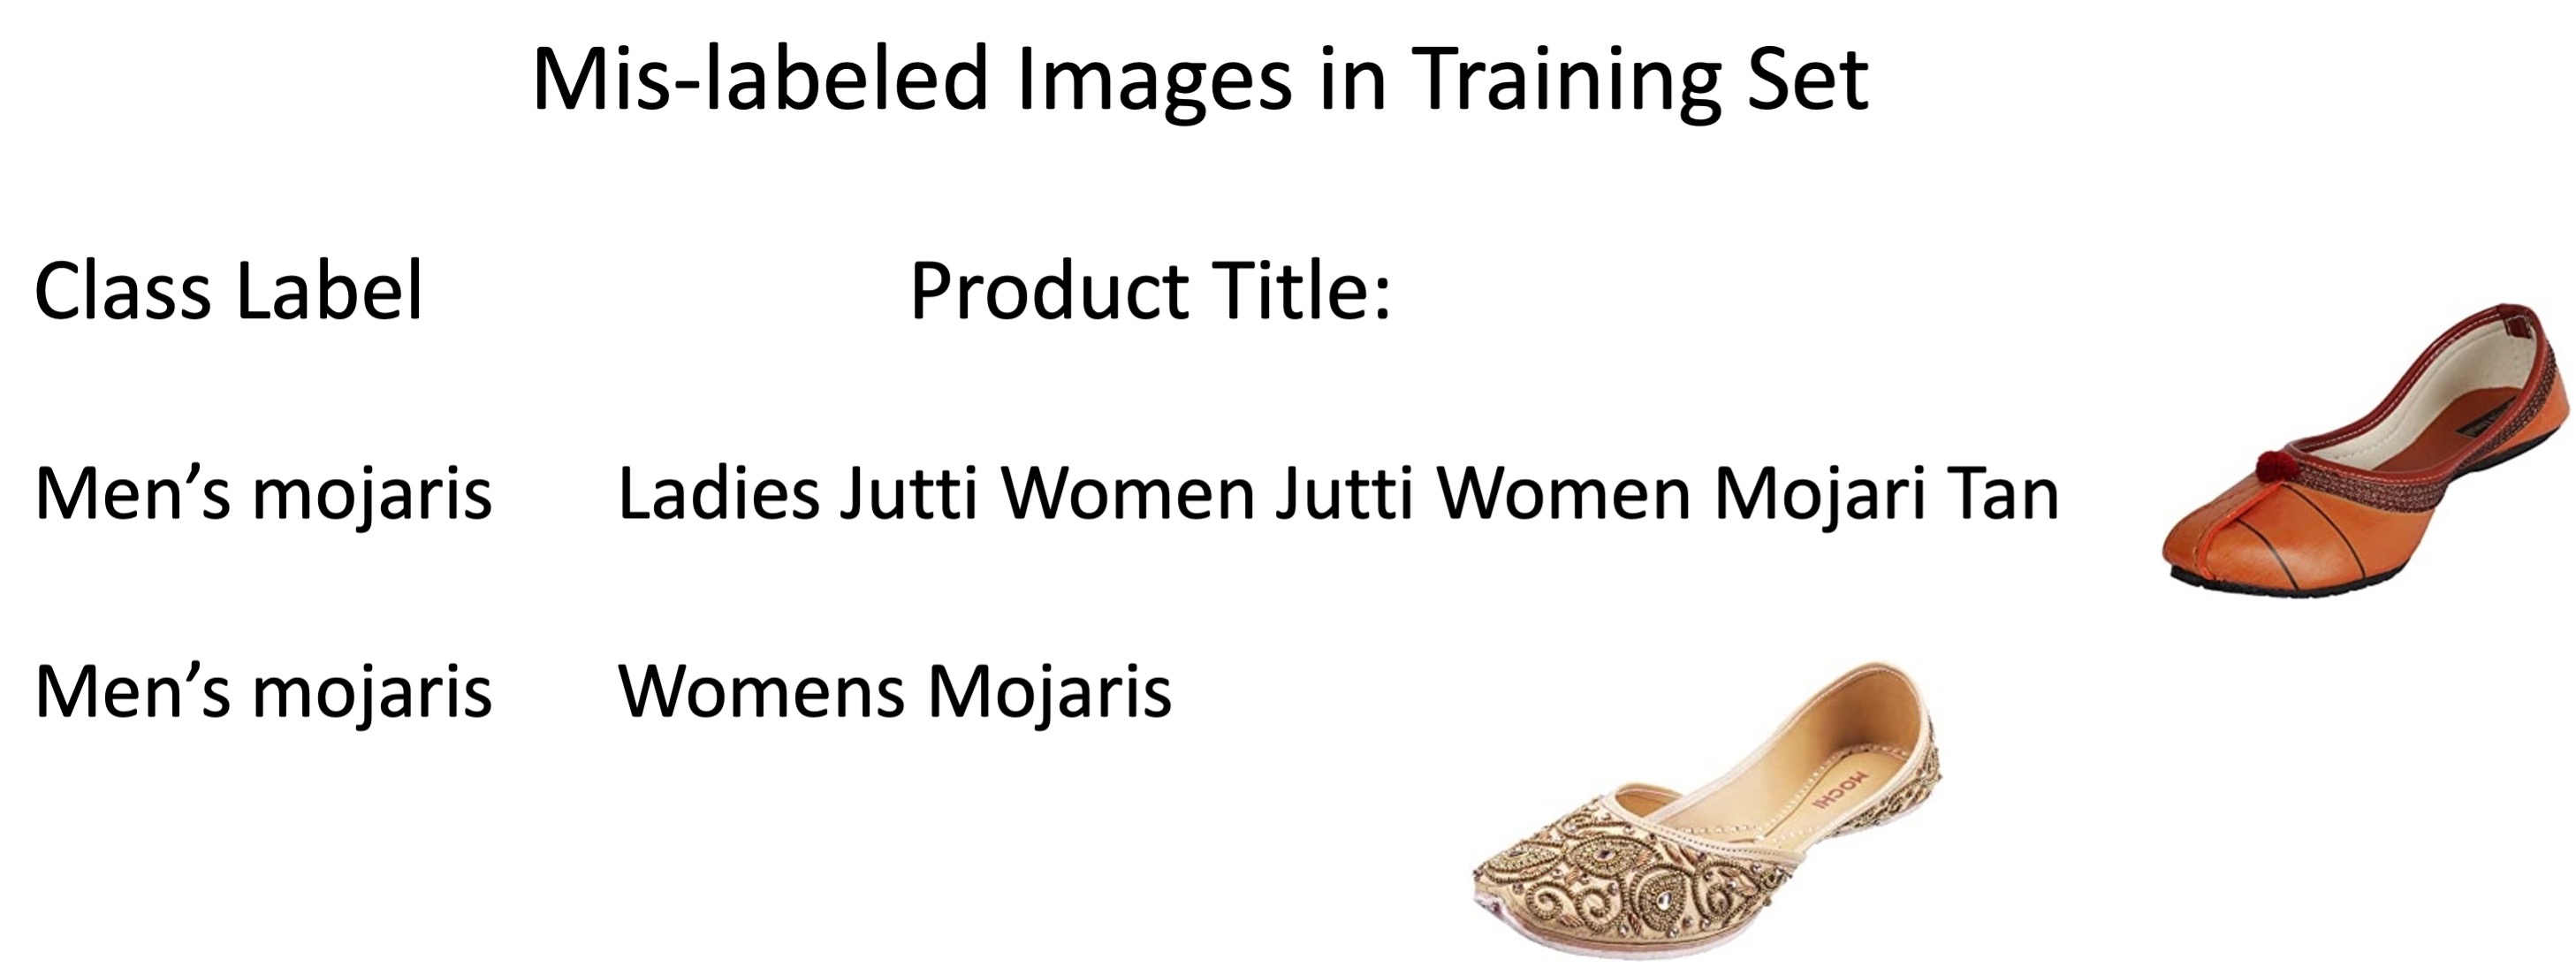 Mis-labeled Images in Training Set
Class Label
Product Title:
Men’s mojaris
Ladies Jutti Women Jutti Women Mojari Tan
Men’s mojaris
Womens Mojaris
MOCHI